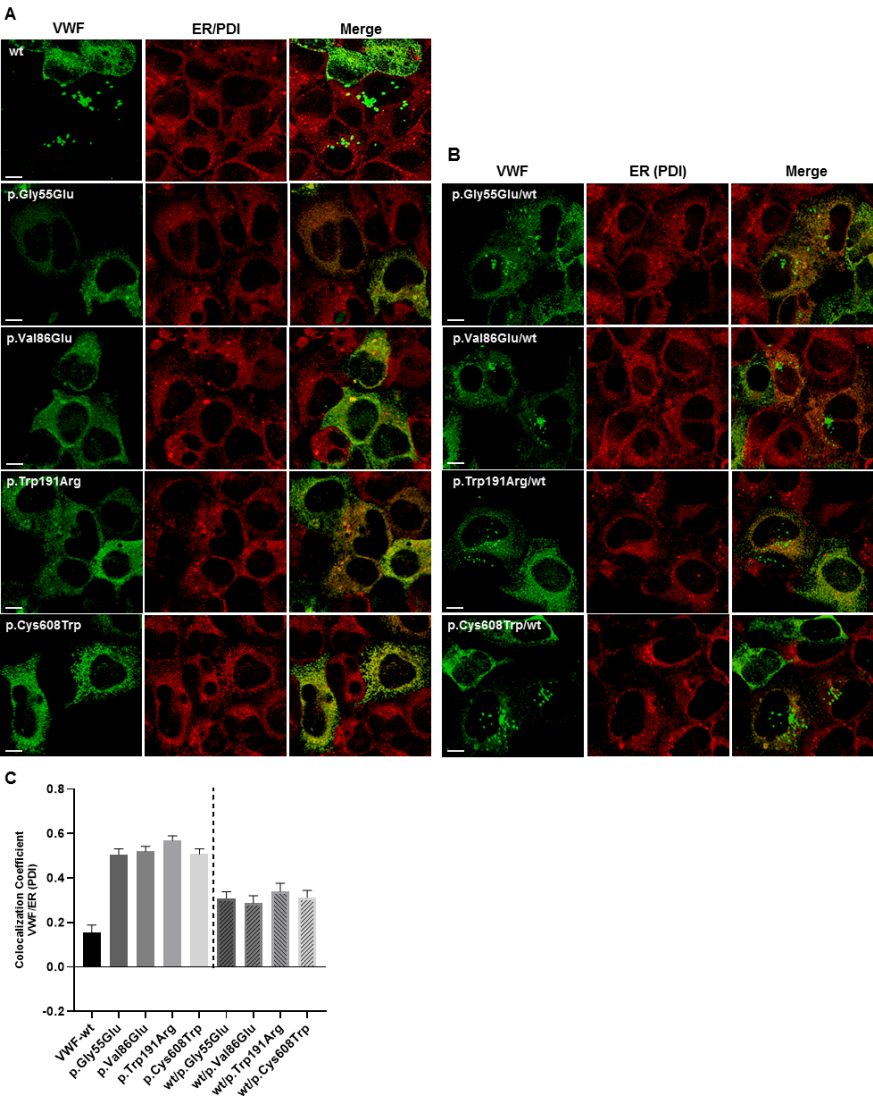 A
VWF ER/PDI Merge
wt
p.Gly55Glu
p.Val86Glu
p.Trp191Arg
p.Cys608Trp
B
VWF ER (PDI) Merge
p.Gly55Glu/wt
p.Val86Glu/wt
p.Trp191Arg/wt
p.Cys608Trp/wt
C
Colocalization Coefficient
VWF/ER (PDI)
0.8
0.6
0.4
0.2
0.0
-0.2
VWF-wt
p.Gly55Glu
p.Val86Glu
p.Trp191Arg
p.Cys608Trp
wt/p.Gly55Glu
wt/p.Val86Glu
wt/p.Trp191Arg
wt/p.Cys608Trp